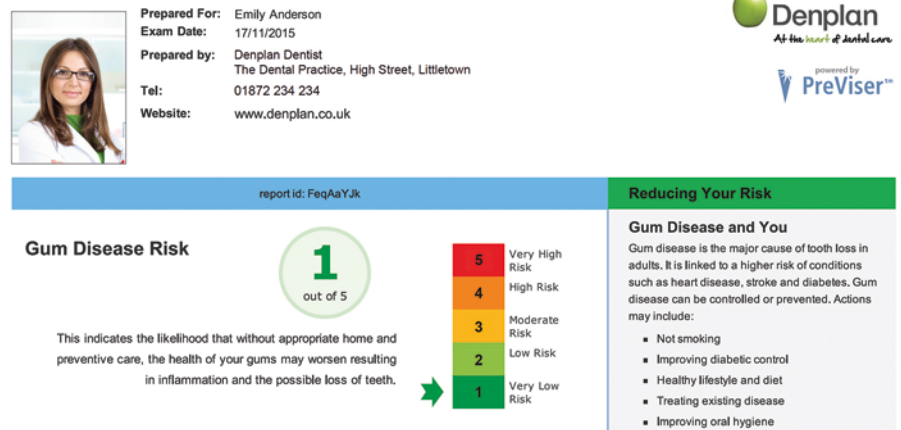 Prepared For: Emily Anderson
Exam Date: 17/11/2015
Prepared by: Denplan Dentist
The Dental Practice, High Street, Littletown
Tel: 01872 234 234
Website: www.denplan.co.uk
Denplan
At the heart of dental care
powered by
PreViser™
report id: FeqAaYJk
Gum Disease Risk
1
out of 5
This indicates the likelihood that without appropriate home and
preventive care, the health of your gums may worsen resulting
in inflammation and the possible loss of teeth.
5 Very High
Risk
4 High Risk
3 Moderate
Risk
2 Low Risk
1 Very Low
Risk
Reducing Your Risk
Gum Disease and You
Gum disease is the major cause of tooth loss in
adults. It is linked to a higher risk of conditions
such as heart disease, stroke and diabetes. Gum
disease can be controlled or prevented. Actions
may include:
▪ Not smoking
▪ Improving diabetic control
▪ Healthy lifestyle and diet
▪ Treating existing disease
▪ Improving oral hygiene